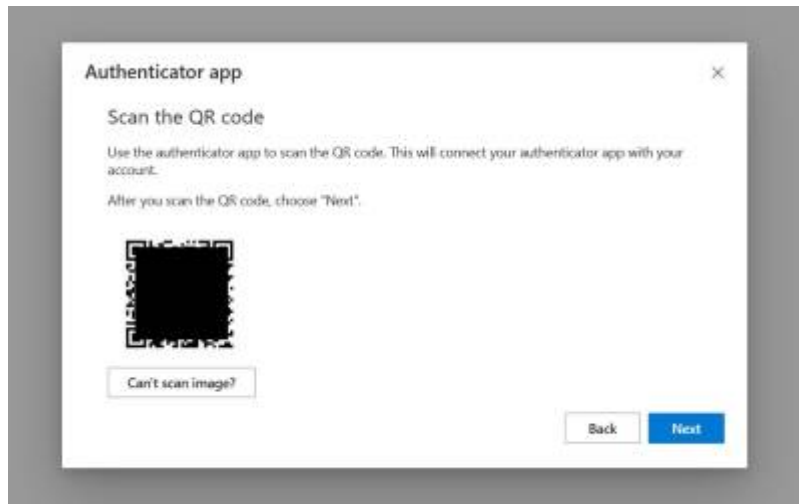 Authenticator app
Scan the QR code
Use the authenticator app to scan the QR code. This will connect your authenticator app with your
account.
After you scan the QR code, choose "Next".
Can't scan image?
Back
Next